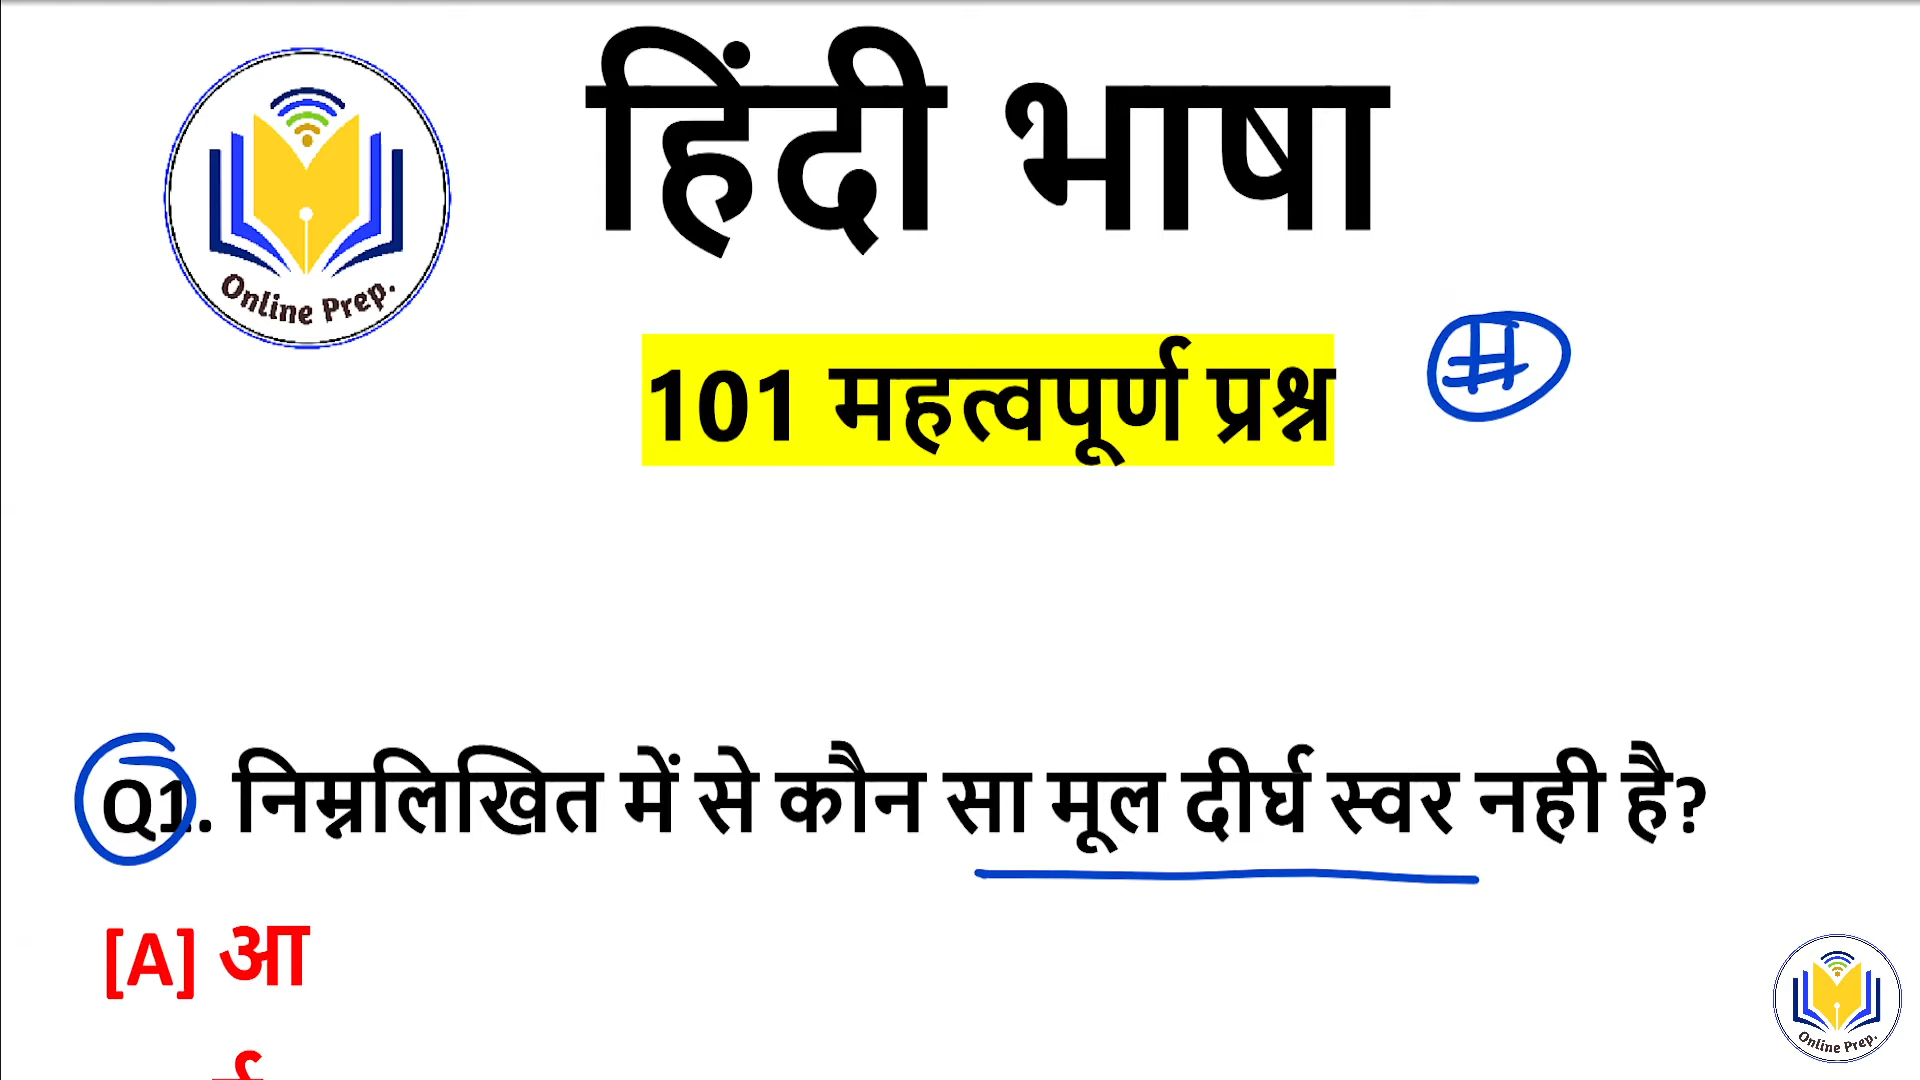 हिंदी भाषा
Online Prep.
101 महत्वपूर्ण प्रश्न
#
Q1. निम्नलिखित में से कौन सा मूल दीर्घ स्वर नही है?
[A] आ
Online Prep.